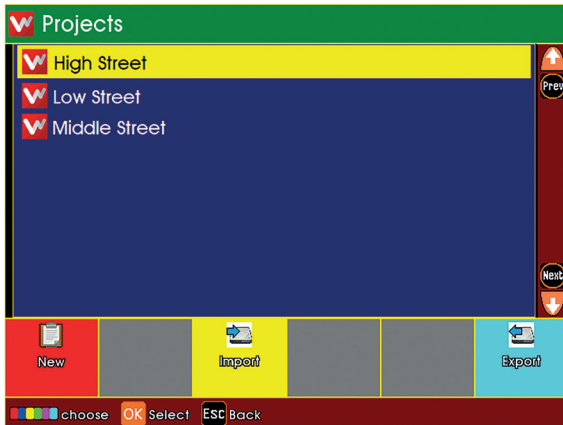 Projects
High Street
Prev
Low Street
Middle Street
Next
New
Import
Export
choose OK Select Esc Back